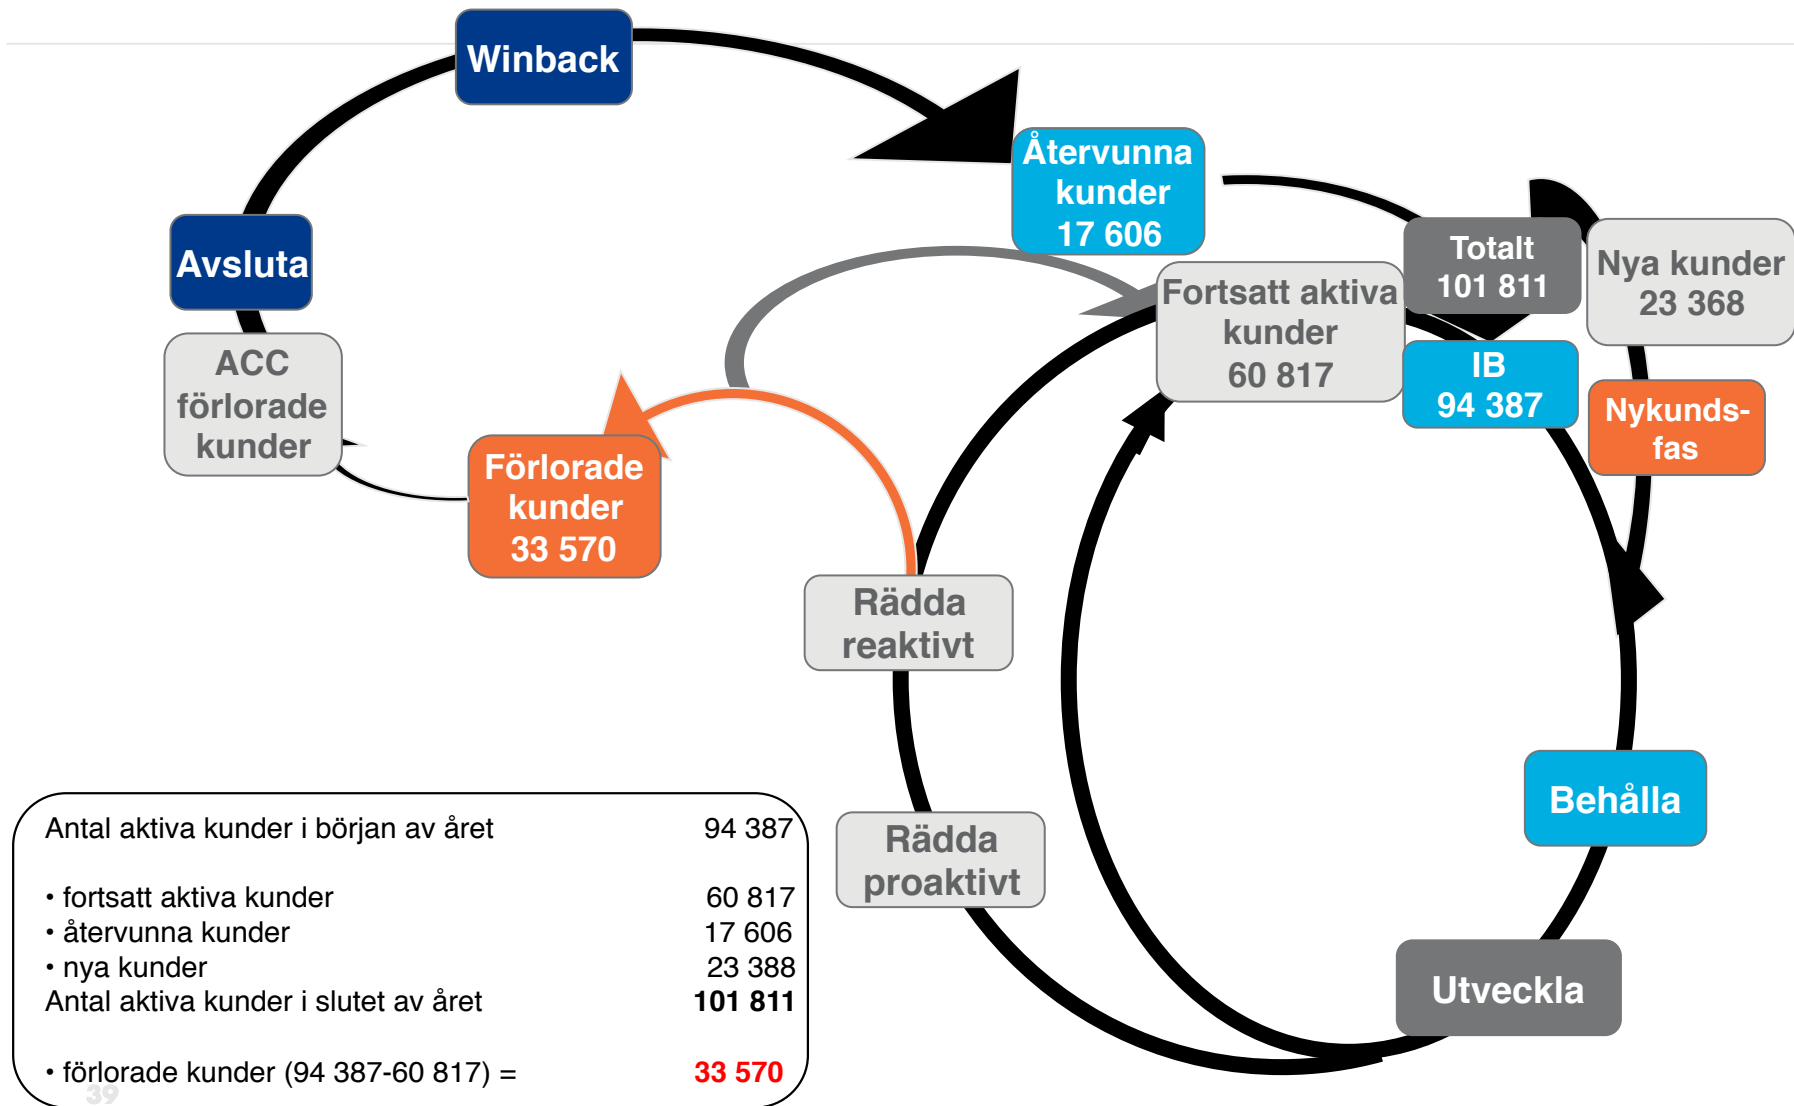 Winback
Återvunna
kunder
17 606
Avsluta
Totalt
101 811
Nya kunder
23 368
Fortsatt aktiva
kunder
60 817
ACC
förlorade
kunder
IB
94 387
Nykunds-
fas
Förlorade
kunder
33 570
Rädda
reaktivt
Behålla
Rädda
proaktivt
Utveckla
Antal aktiva kunder i början av året 94 387
• fortsatt aktiva kunder 60 817
• återvunna kunder 17 606
• nya kunder 23 388
Antal aktiva kunder i slutet av året 101 811
• förlorade kunder (94 387-60 817) = 33 570
39